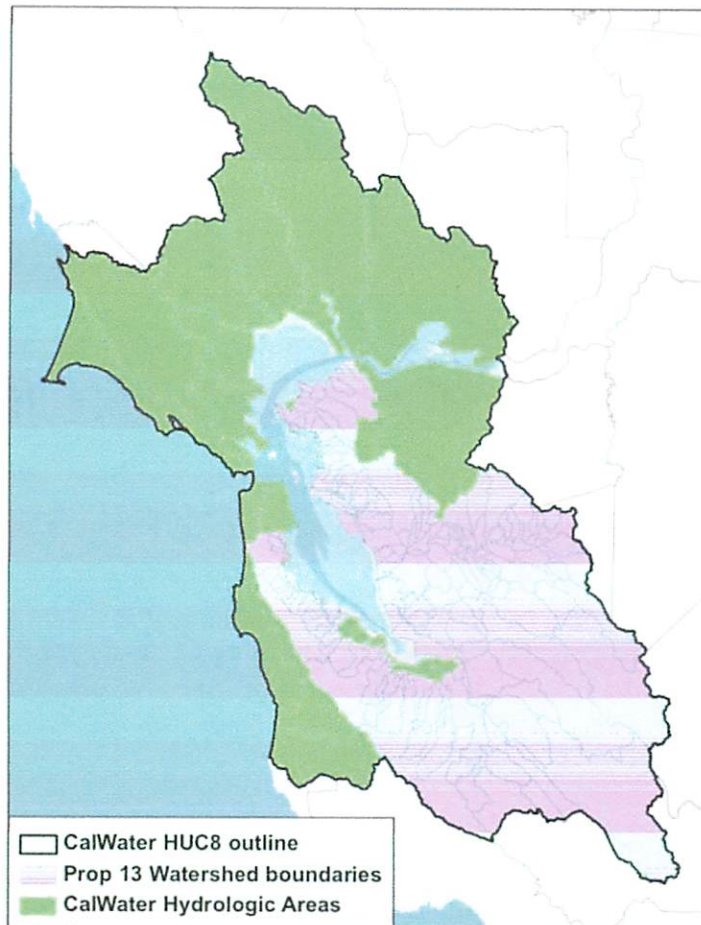 CalWater HUC8 outline
Prop 13 Watershed boundaries
CalWater Hydrologic Areas